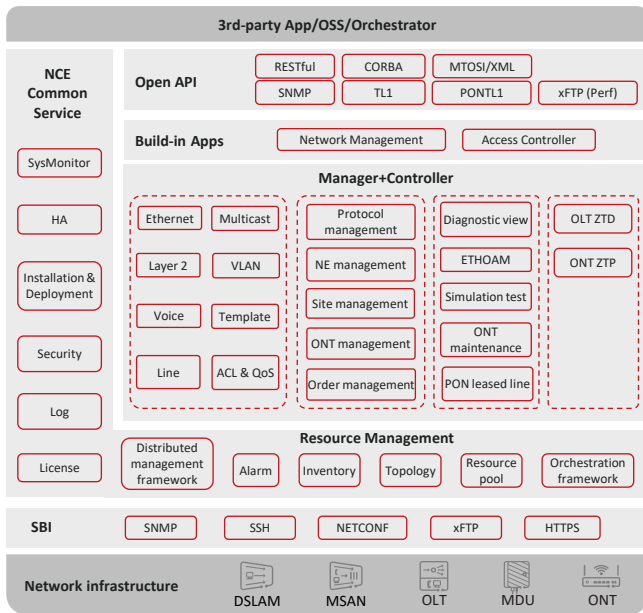 3rd-party App/OSS/Orchestrator
NCE
Common
Service
SysMonitor
HA
Installation &
Deployment
Security
Log
License
Open API
RESTful
CORBA
MTOSI/XML
SNMP
TL1
PONTL1
xFTP (Perf)
Build-in Apps
Network Management
Access Controller
Manager+Controller
Ethernet
Multicast
Layer 2
VLAN
Voice
Template
Line
ACL & QoS
Protocol
management
NE management
Site management
ONT management
Order management
Diagnostic view
ETHOAM
Simulation test
ONT
maintenance
PON leased line
OLT ZTD
ONT ZTP
Resource Management
Distributed
management
framework
Alarm
Inventory
Topology
Resource
pool
Orchestration
framework
SBI
SNMP
SSH
NETCONF
xFTP
HTTPS
Network infrastructure
DSLAM
MSAN
OLT
MDU
ONT